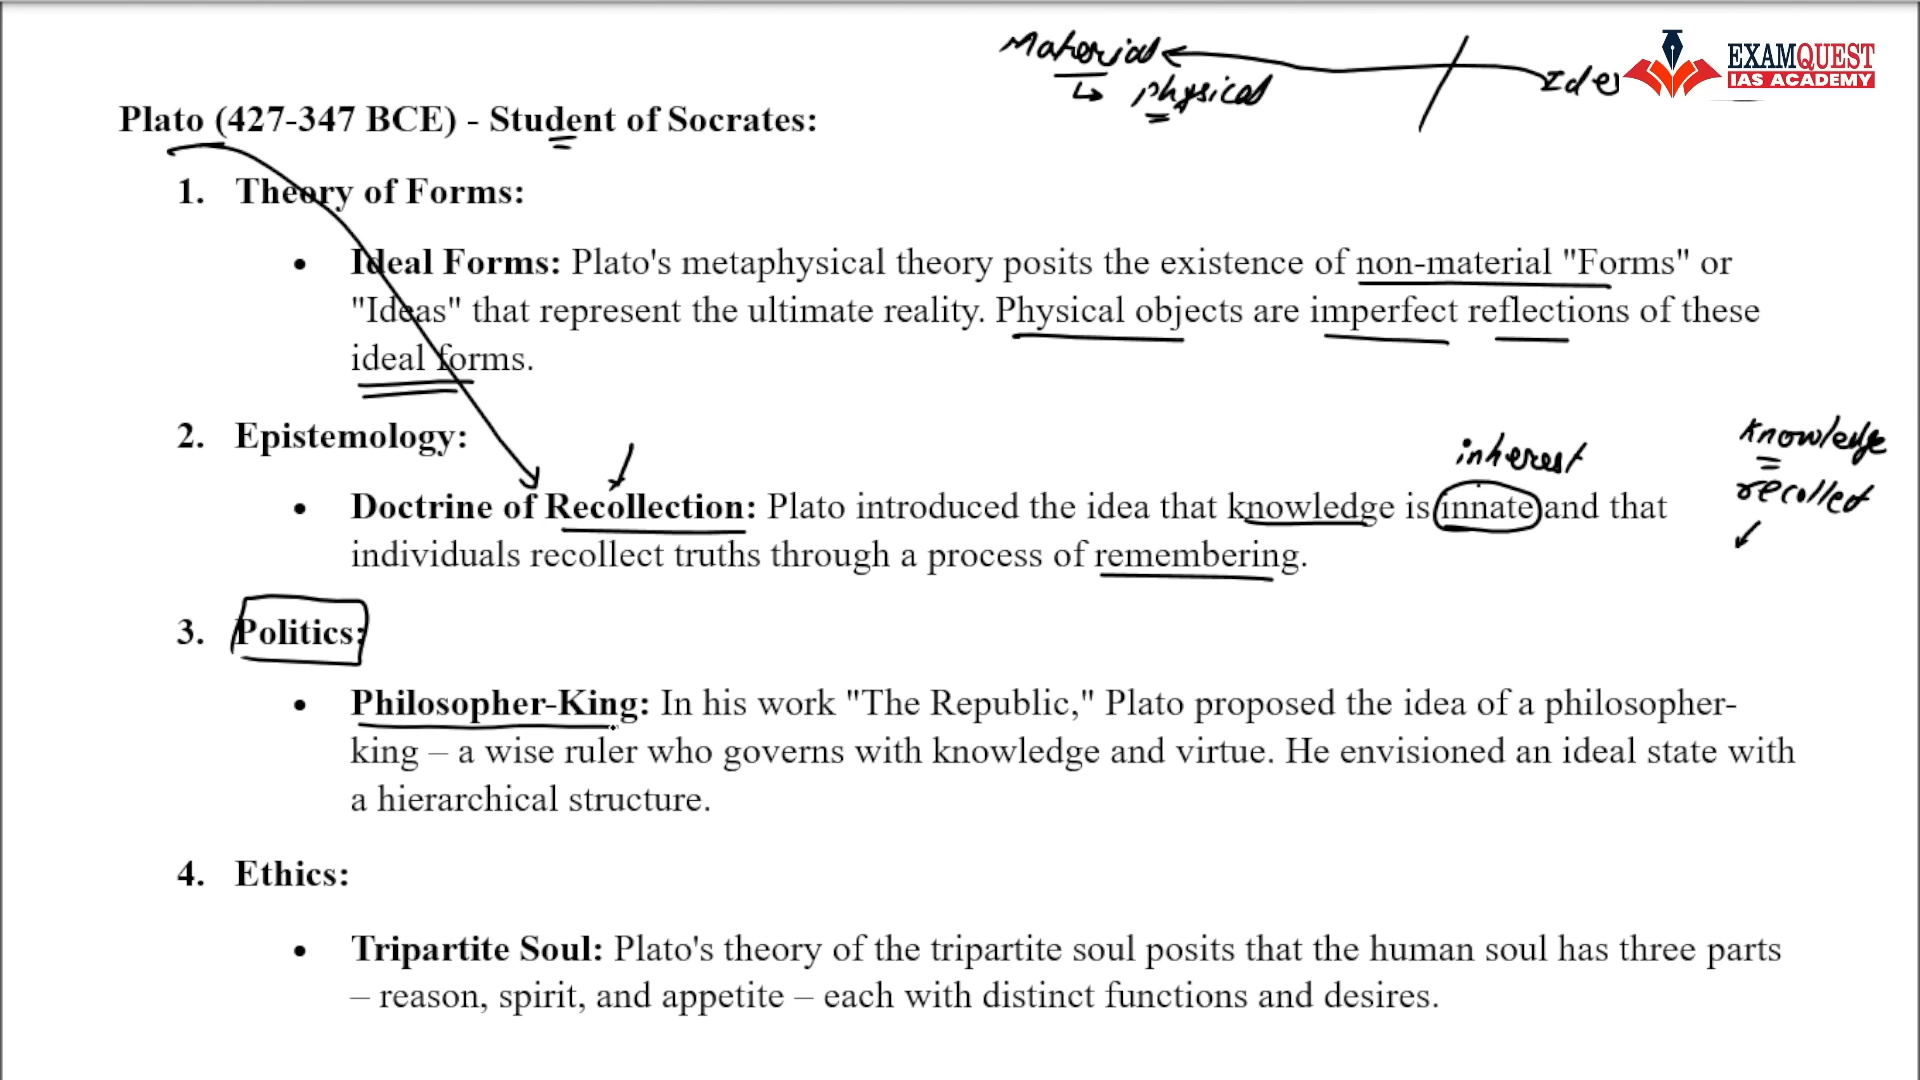 Material
physical
EXAMQUEST
IAS ACADEMY
Plato (427-347 BCE) - Student of Socrates:
1. Theory of Forms:
• Ideal Forms: Plato's metaphysical theory posits the existence of non-material "Forms" or
"Ideas" that represent the ultimate reality. Physical objects are imperfect reflections of these
ideal forms.
2. Epistemology:
knowledge
recollect
• Doctrine of Recollection: Plato introduced the idea that knowledge is innate and that
individuals recollect truths through a process of remembering.
3. Politics:
• Philosopher-King: In his work "The Republic," Plato proposed the idea of a philosopher-
king – a wise ruler who governs with knowledge and virtue. He envisioned an ideal state with
a hierarchical structure.
4. Ethics:
• Tripartite Soul: Plato's theory of the tripartite soul posits that the human soul has three parts
– reason, spirit, and appetite – each with distinct functions and desires.